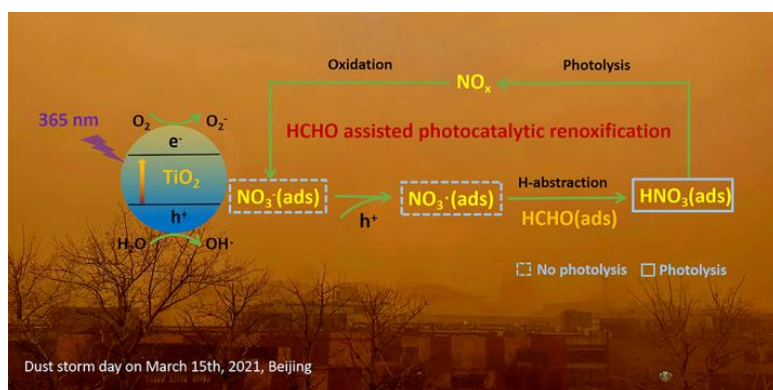 Oxidation
NOₓ
Photolysis
365 nm
O₂
O₂⁻
HCHO assisted photocatalytic renoxification
e⁻
TiO₂
NO₃⁻(ads)
NO₃·(ads)
H-abstraction
HNO₃(ads)
h⁺
h⁺
HCHO(ads)
H₂O
OH·
No photolysis
Photolysis
Dust storm day on March 15th, 2021, Beijing